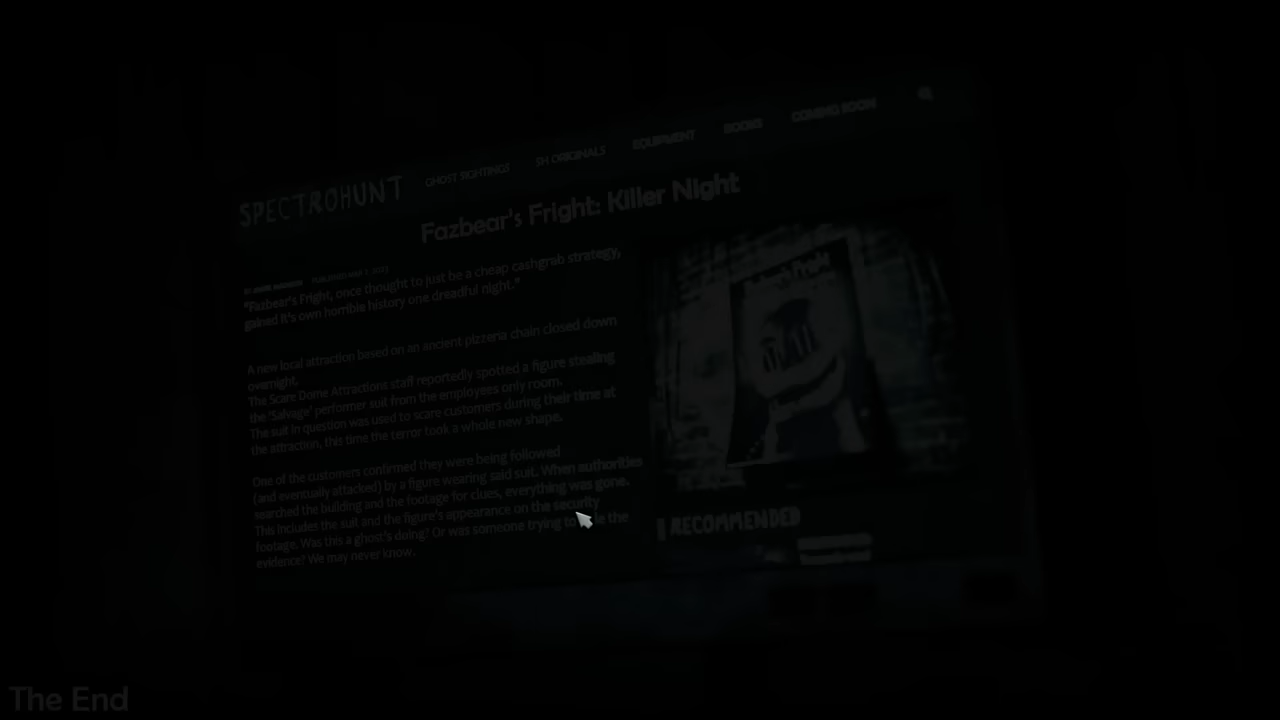 SPECTROHUNT
GHOST SIGHTINGS
SH ORIGINALS
EQUIPMENT
BOOKS
COMING SOON
Fazbear's Fright: Killer Night
"Fazbear's Fright, once thought to just be a cheap cashgrab strategy,
gained it's own horrible history one dreadful night."
A new local attraction based on an ancient pizzeria chain closed down
overnight.
The Scare Dome Attractions staff reportedly spotted a figure stealing
the 'Salvage' performer suit from the employees only room.
The suit in question was used to scare customers during their time at
the attraction, this time the terror took a whole new shape.
One of the customers confirmed they were being followed
(and eventually attacked) by a figure wearing said suit. When authorities
searched the building and the footage for clues, everything was gone.
This includes the suit and the figure's appearance on the security
footage. Was this a ghost's doing? Or was someone trying to the
evidence? We may never know.
RECOMMENDED
The End